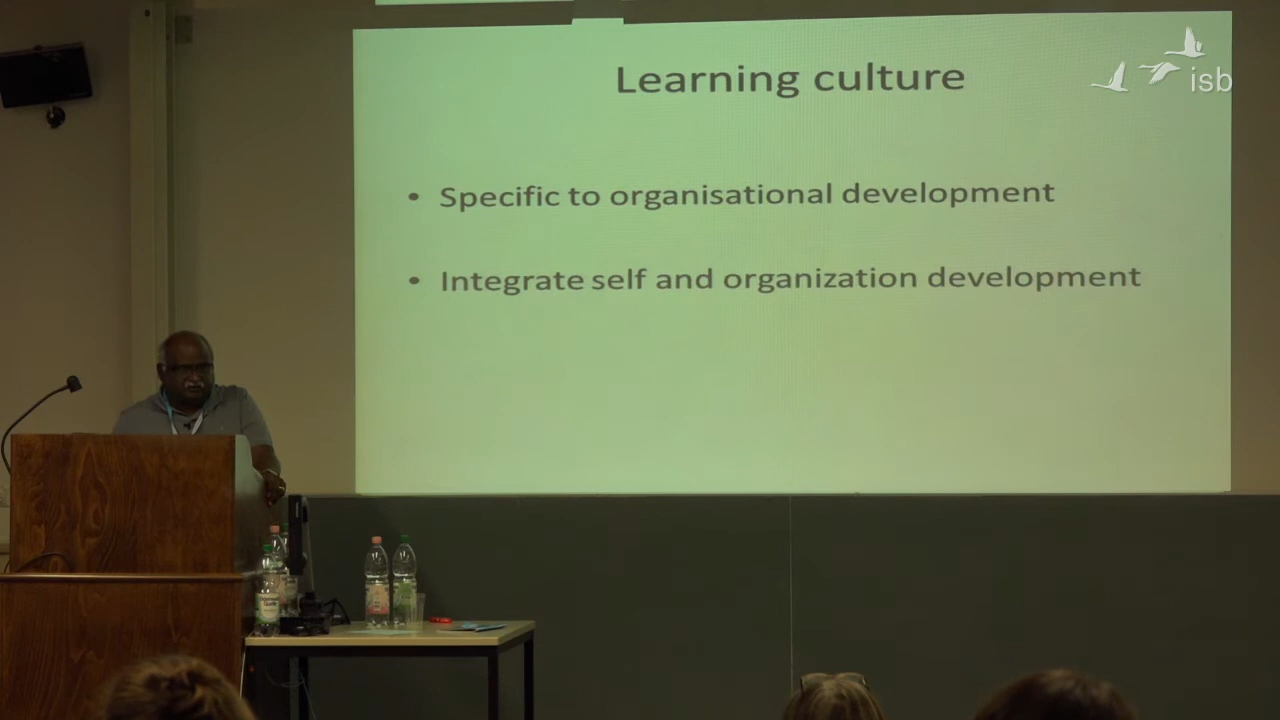 Learning culture
isb
• Specific to organisational development
• Integrate self and organization development